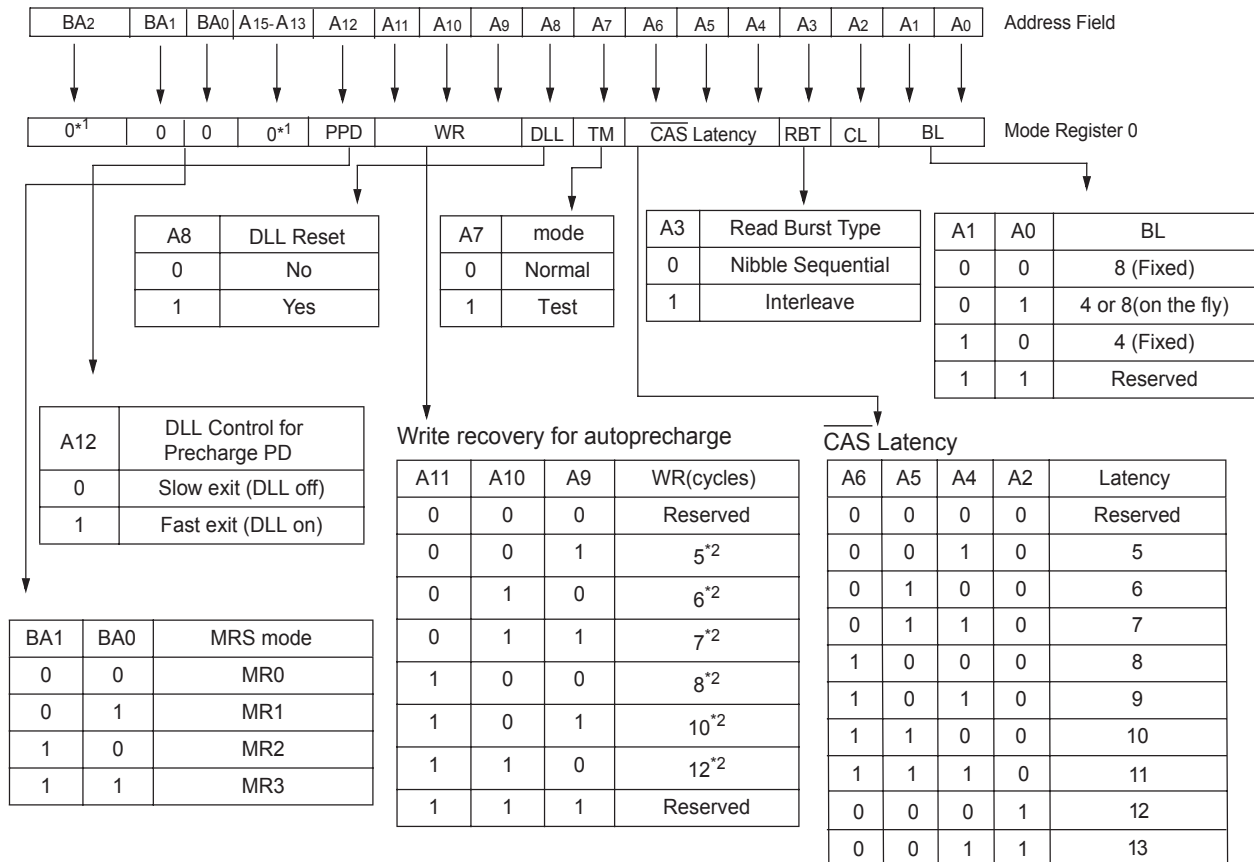 BA2 BA1 BA0 A15-A13 A12 A11 A10 A9 A8 A7 A6 A5 A4 A3 A2 A1 A0 Address Field
0*1 0 0 0*1 PPD WR DLL TM CAS Latency RBT CL BL Mode Register 0
A8 DLL Reset
0 No
1 Yes
A7 mode
0 Normal
1 Test
A3 Read Burst Type
0 Nibble Sequential
1 Interleave
A1 A0 BL
0 0 8 (Fixed)
0 1 4 or 8(on the fly)
1 0 4 (Fixed)
1 1 Reserved
A12 DLL Control for
Precharge PD
0 Slow exit (DLL off)
1 Fast exit (DLL on)
Write recovery for autoprecharge
A11 A10 A9 WR(cycles)
0 0 0 Reserved
0 0 1 5*2
0 1 0 6*2
0 1 1 7*2
1 0 0 8*2
1 0 1 10*2
1 1 0 12*2
1 1 1 Reserved
CAS Latency
A6 A5 A4 A2 Latency
0 0 0 0 Reserved
0 0 1 0 5
0 1 0 0 6
0 1 1 0 7
1 0 0 0 8
1 0 1 0 9
1 1 0 0 10
1 1 1 0 11
0 0 0 1 12
0 0 1 1 13
BA1 BA0 MRS mode
0 0 MR0
0 1 MR1
1 0 MR2
1 1 MR3